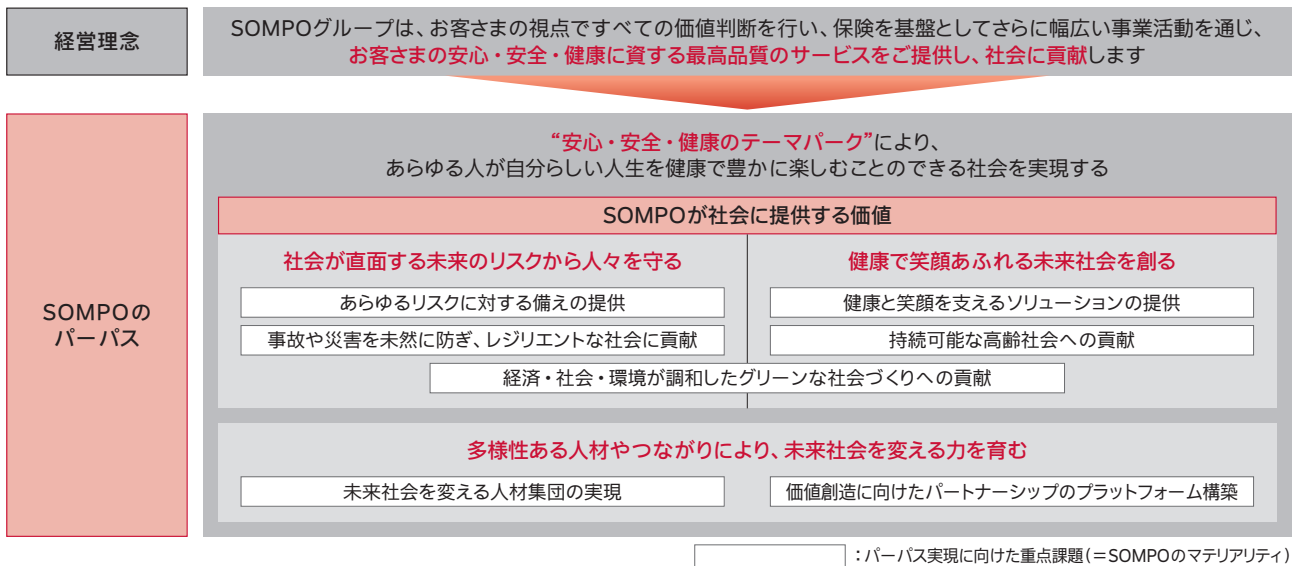 経営理念
SOMPOグループは、お客さまの視点ですべての価値判断を行い、保険を基盤としてさらに幅広い事業活動を通じ、
お客さまの安心・安全・健康に資する最高品質のサービスをご提供し、社会に貢献します
SOMPOの
パーパス
“安心・安全・健康のテーマパーク”により、
あらゆる人が自分らしい人生を健康で豊かに楽しむことのできる社会を実現する
SOMPOが社会に提供する価値
社会が直面する未来のリスクから人々を守る
あらゆるリスクに対する備えの提供
事故や災害を未然に防ぎ、レジリエントな社会に貢献
健康で笑顔あふれる未来社会を創る
健康と笑顔を支えるソリューションの提供
持続可能な高齢社会への貢献
経済・社会・環境が調和したグリーンな社会づくりへの貢献
多様性ある人材やつながりにより、未来社会を変える力を育む
未来社会を変える人材集団の実現
価値創造に向けたパートナーシップのプラットフォーム構築
：パーパス実現に向けた重点課題（＝SOMPOのマテリアリティ）